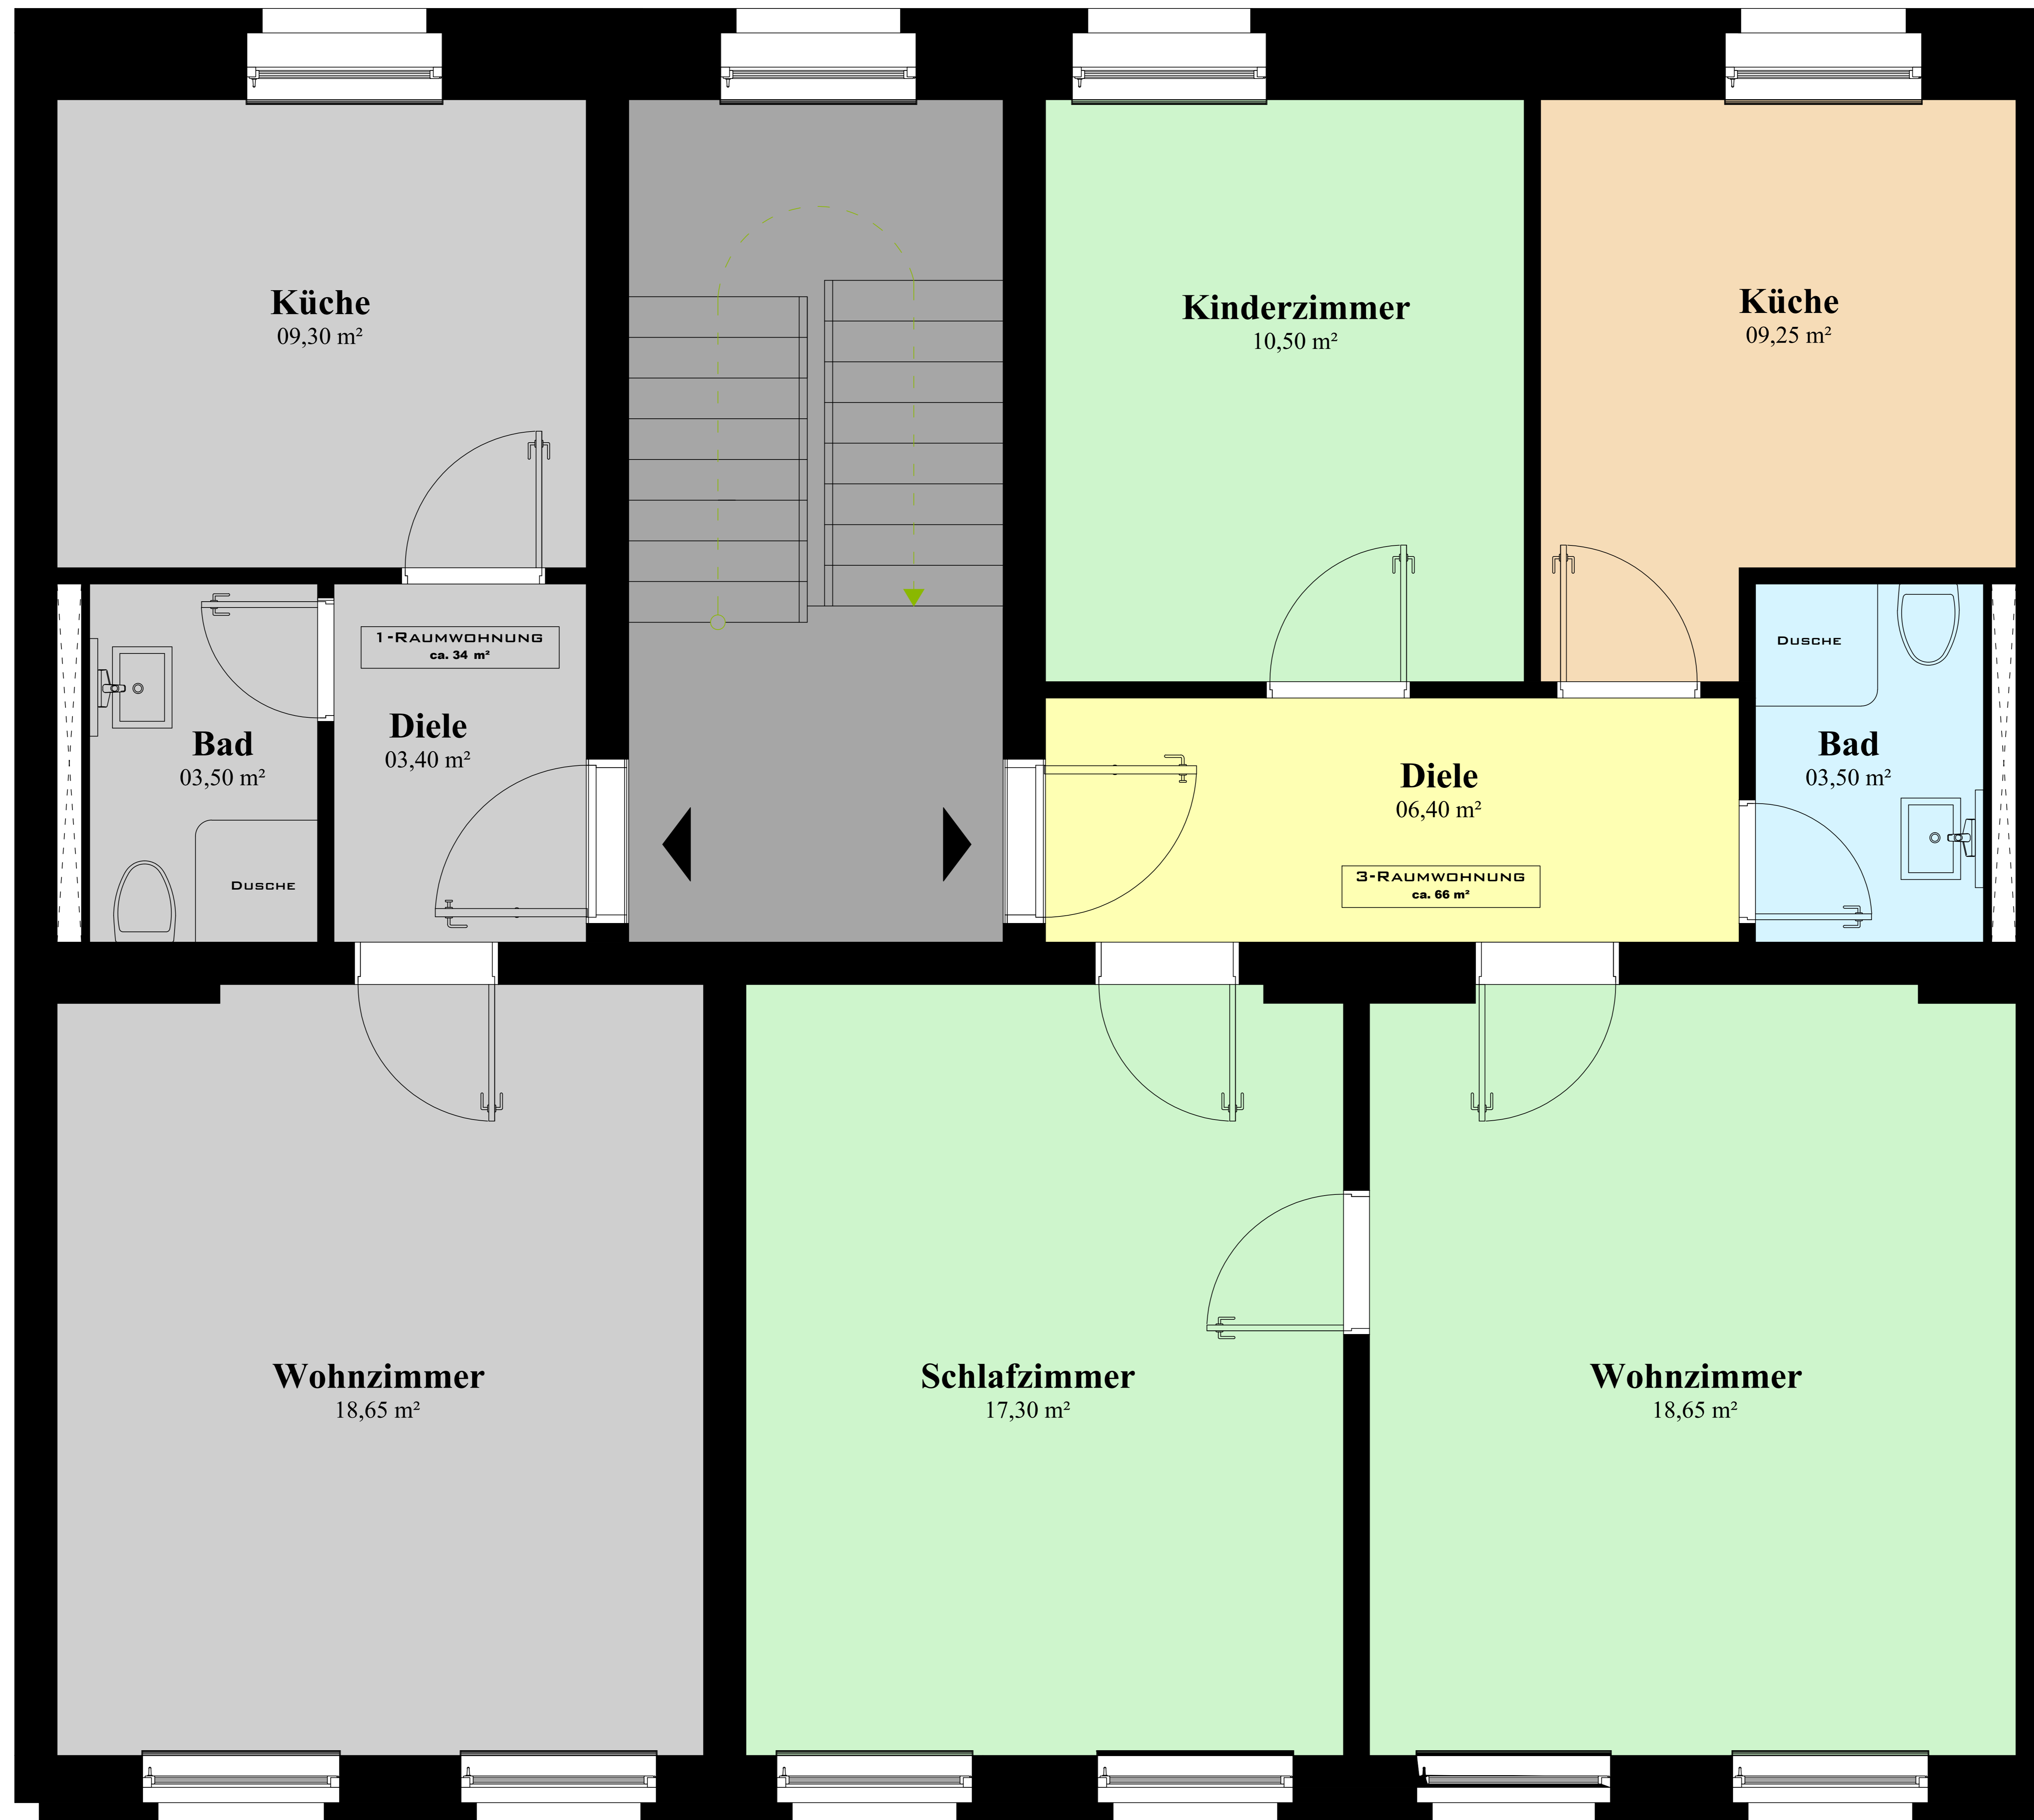 Küche
09,30 m²
Kinderzimmer
10,50 m²
Küche
09,25 m²
1-RAUMWOHNUNG
ca. 34 m²
Diele
03,40 m²
Bad
03,50 m²
DUSCHE
DUSCHE
Bad
03,50 m²
Diele
06,40 m²
3-RAUMWOHNUNG
ca. 66 m²
Wohnzimmer
18,65 m²
Schlafzimmer
17,30 m²
Wohnzimmer
18,65 m²